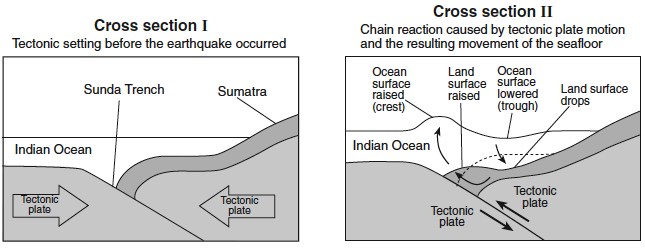 Cross section I
Tectonic setting before the earthquake occurred
Sunda Trench
Sumatra
Indian Ocean
Tectonic
plate
Tectonic
plate
Cross section II
Chain reaction caused by tectonic plate motion
and the resulting movement of the seafloor
Ocean
surface
raised
(crest)
Land
surface
raised
Ocean
surface
lowered
(trough)
Land surface
drops
Indian Ocean
Tectonic
plate
Tectonic
plate